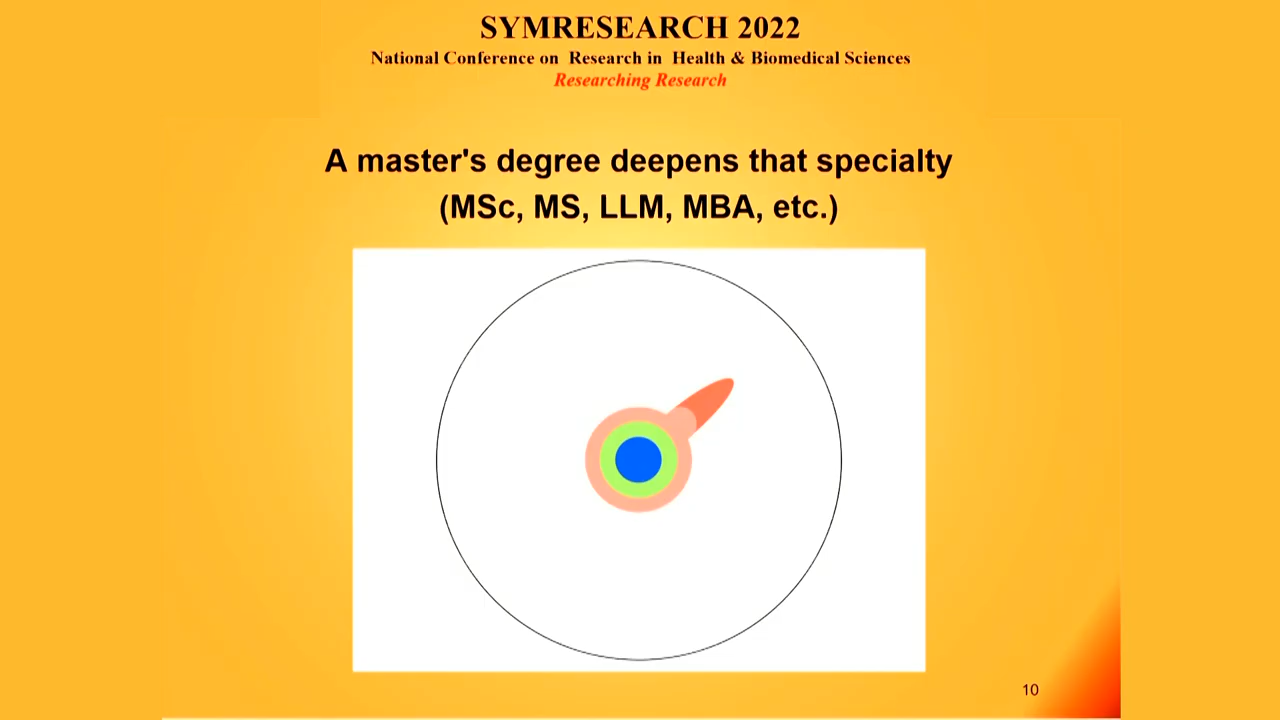 SYMRESEARCH 2022
National Conference on Research in Health & Biomedical Sciences
Researching Research
A master's degree deepens that specialty
(MSc, MS, LLM, MBA, etc.)
10